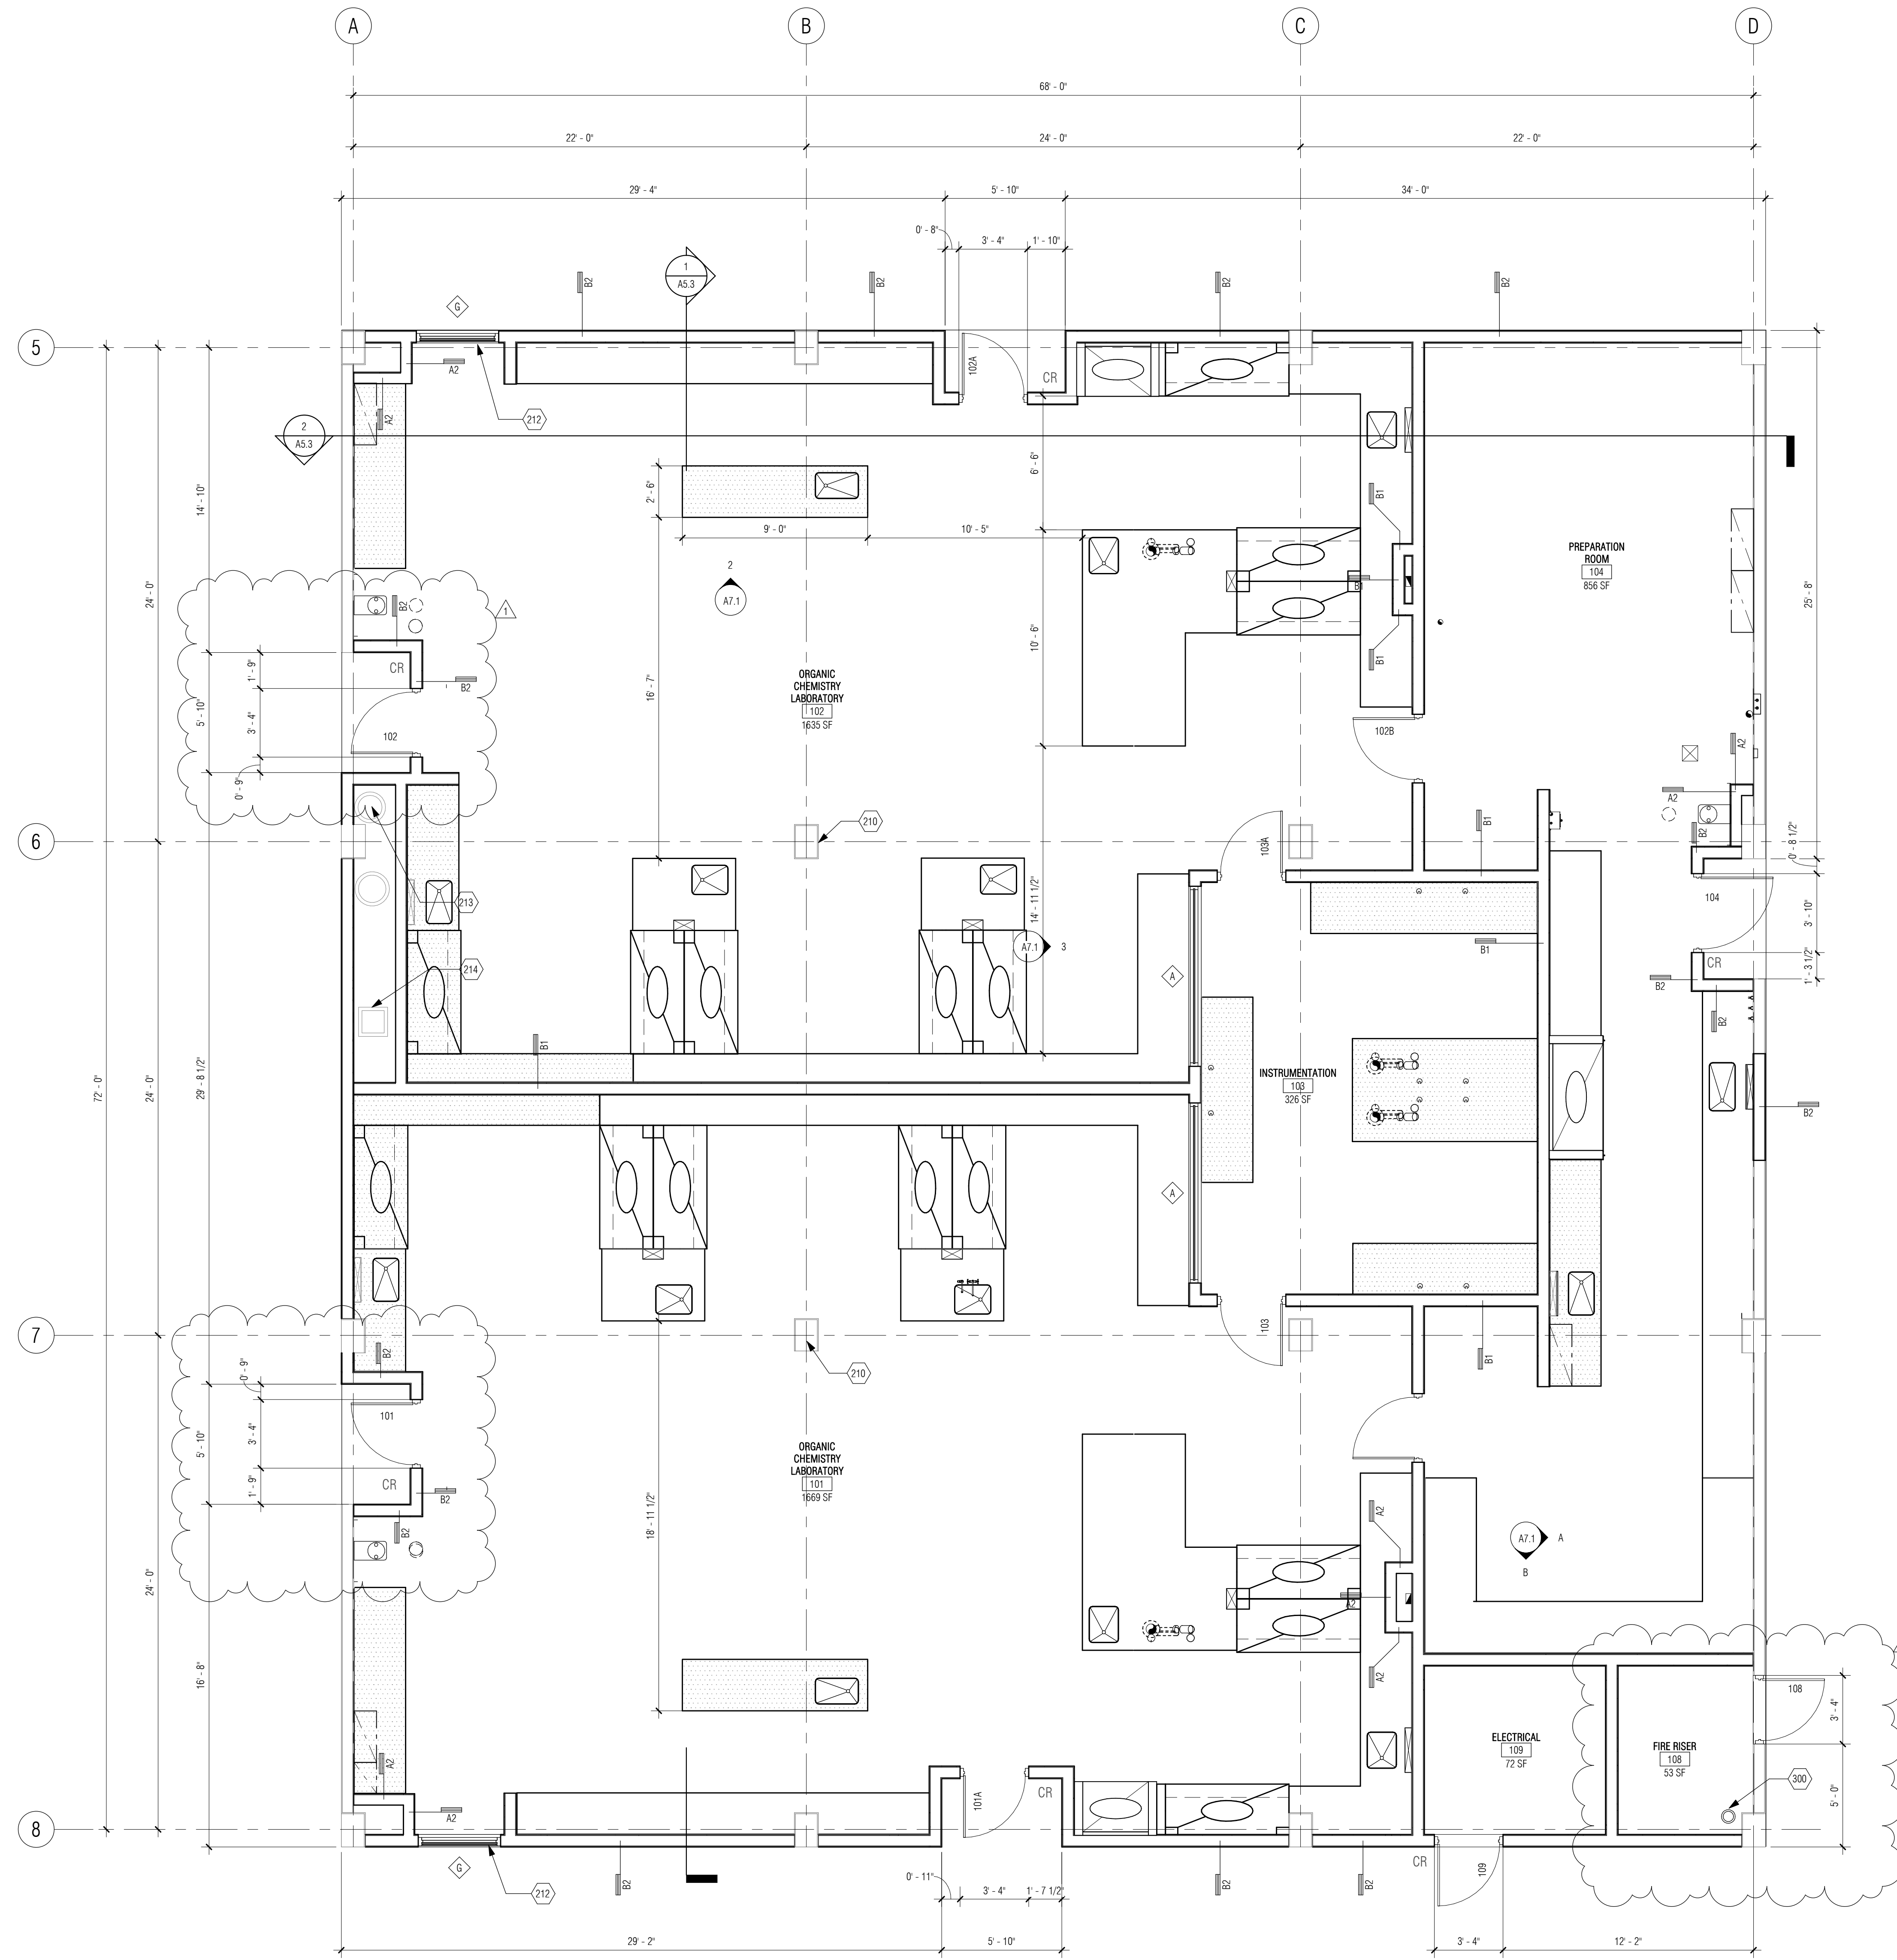 A
B
C
D
68' - 0"
22' - 0"
24' - 0"
22' - 0"
29' - 4"
5' - 10"
34' - 0"
0' - 8"
3' - 4"
1' - 10"
1
A5.3
B2
B2
B2
B2
G
5
A2
102A
CR
212
A2
2
A5.3
14' - 10"
2' - 6"
6' - 6"
B1
9' - 0"
10' - 5"
PREPARATION
ROOM
104
856 SF
2
A7.1
B1
24' - 0"
25' - 8"
B2
1
10' - 6"
CR
1' - 9"
B2
B1
16' - 7"
ORGANIC
CHEMISTRY
LABORATORY
102
1635 SF
5' - 10"
3' - 4"
102
102B
A2
0' - 9"
A2
6
210
103A
B1
B2
0' - 8 1/2"
213
104
3' - 10"
14' - 11 1/2"
A7.1
3
B1
214
A
CR
1' - 3 1/2"
B2
B2
B1
INSTRUMENTATION
103
326 SF
72' - 0"
24' - 0"
29' - 8 1/2"
B2
A
7
103
B2
B1
210
0' - 9"
101
3' - 4"
5' - 10"
ORGANIC
CHEMISTRY
LABORATORY
101
1669 SF
CR
1' - 9"
B2
B2
18' - 11 1/2"
A2
A7.1
A
B
24' - 0"
A2
16' - 8"
A2
108
3' - 4"
ELECTRICAL
109
72 SF
FIRE RISER
108
53 SF
300
5' - 0"
A2
A2
101A
CR
8
G
212
B2
B2
B2
CR
109
0' - 11"
3' - 4"
1' - 7 1/2"
29' - 2"
5' - 10"
3' - 4"
12' - 2"